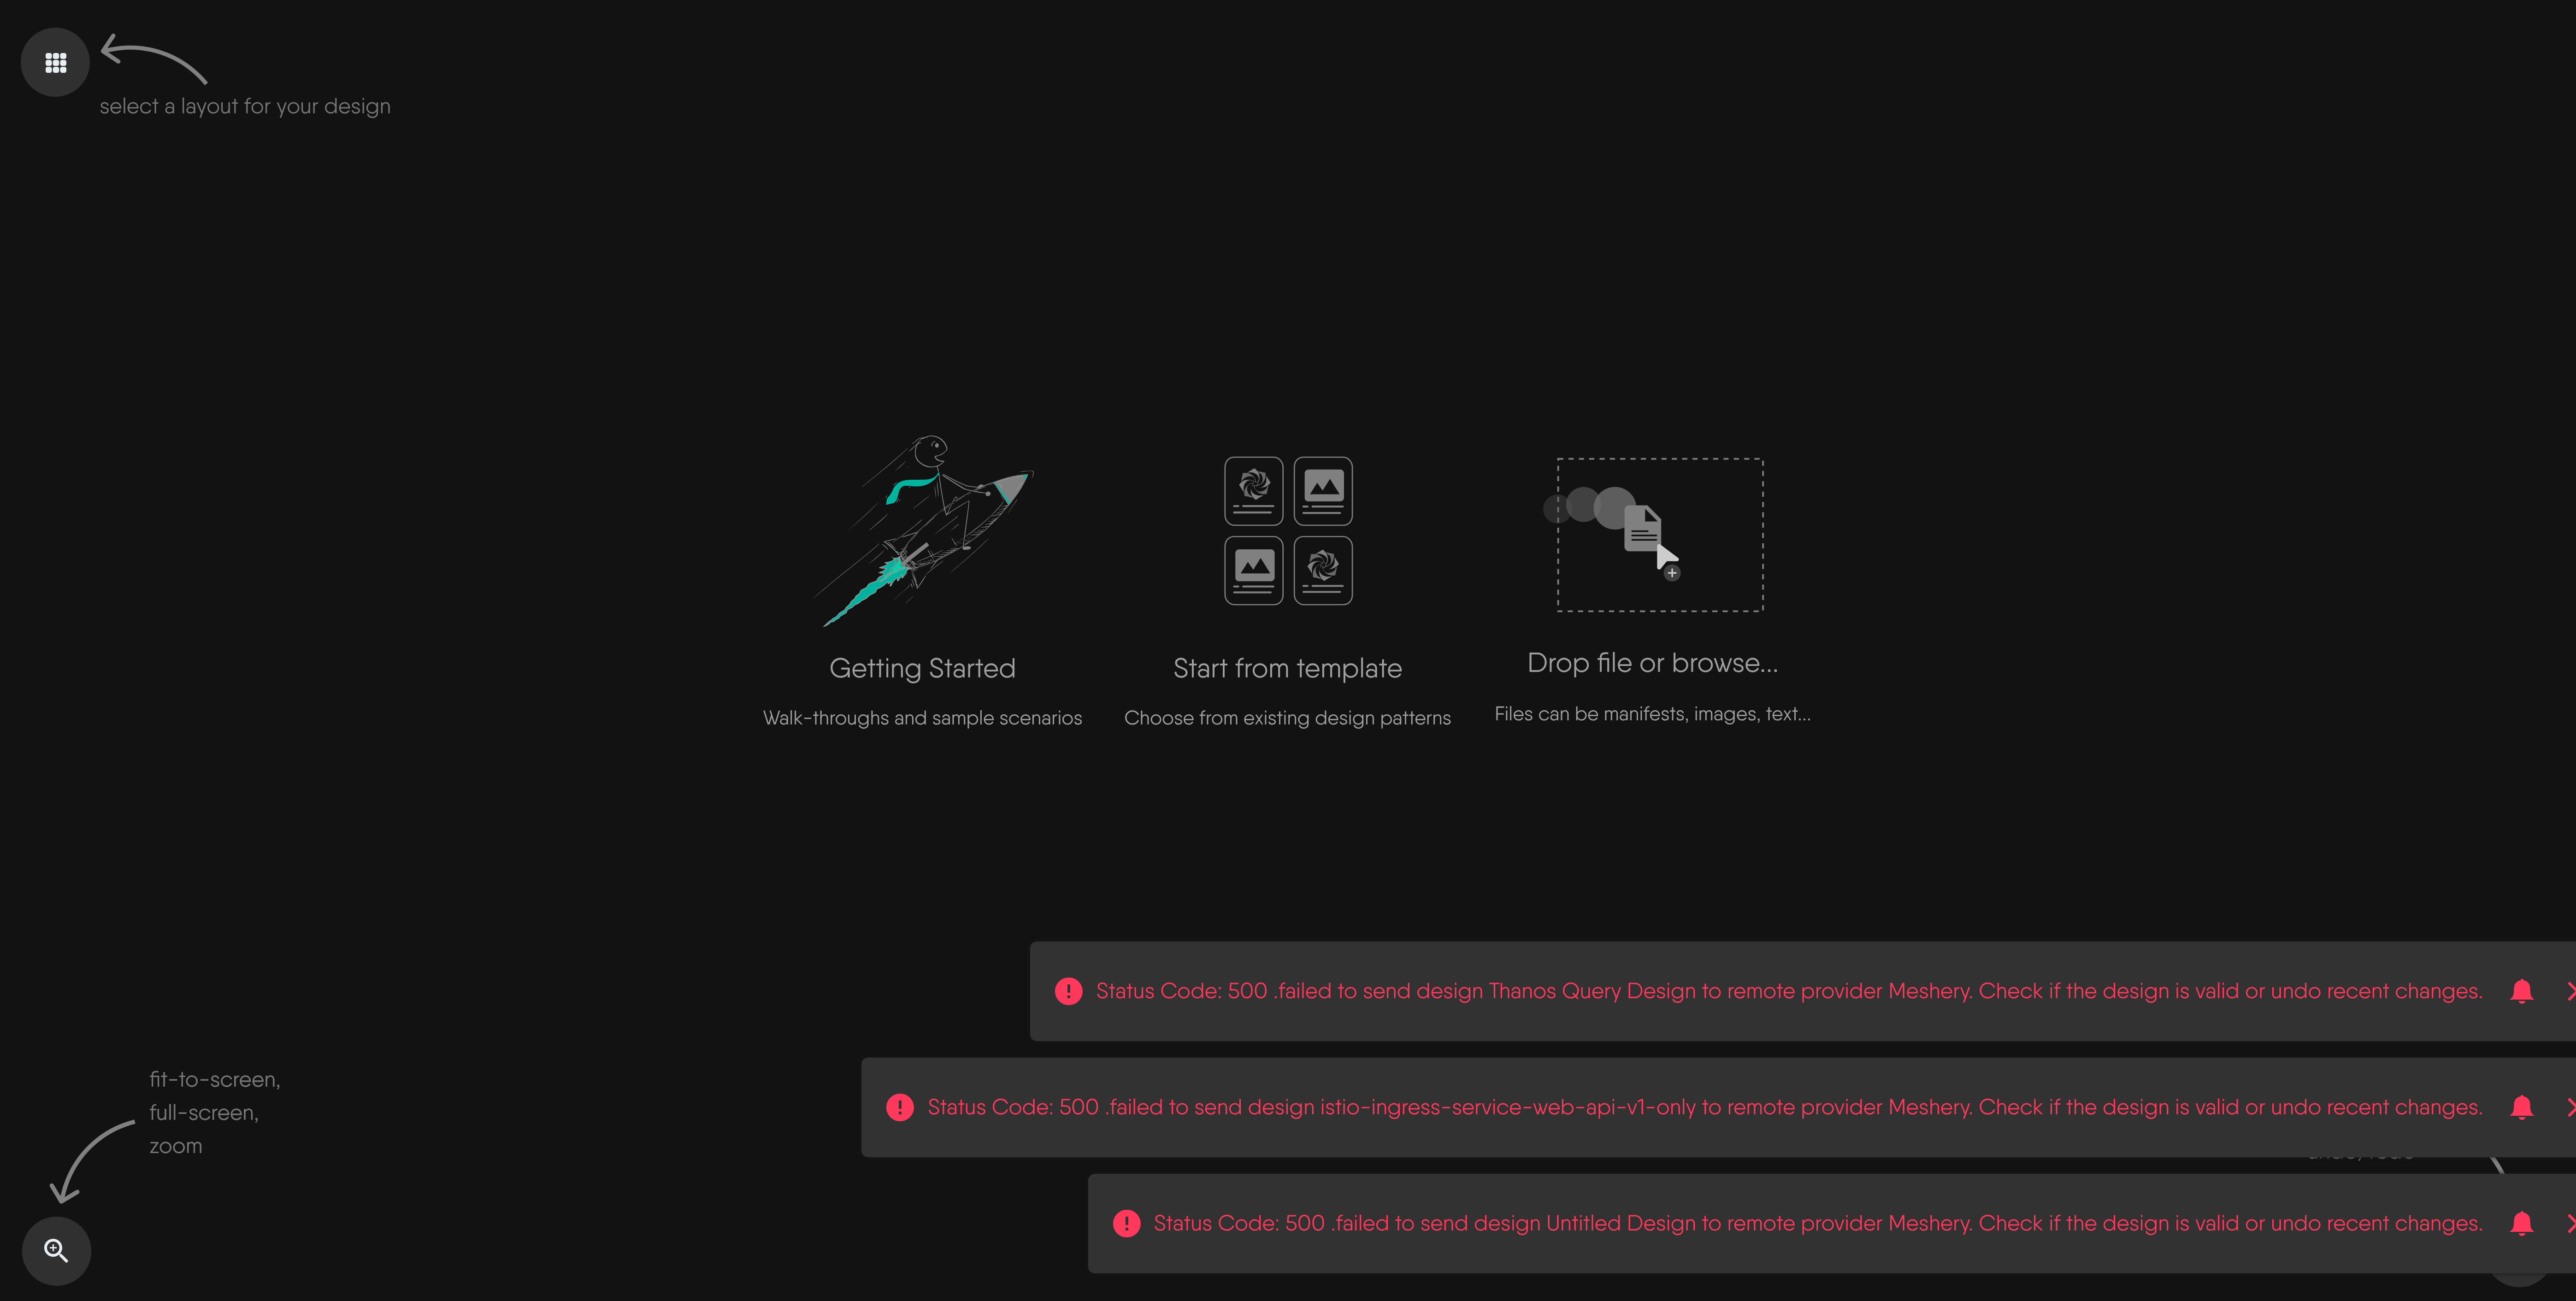 select a layout for your design
Getting Started
Walk-throughs and sample scenarios
Start from template
Choose from existing design patterns
Drop file or browse...
Files can be manifests, images, text...
Status Code: 500 .failed to send design Thanos Query Design to remote provider Meshery. Check if the design is valid or undo recent changes.
Status Code: 500 .failed to send design istio-ingress-service-web-api-v1-only to remote provider Meshery. Check if the design is valid or undo recent changes.
Status Code: 500 .failed to send design Untitled Design to remote provider Meshery. Check if the design is valid or undo recent changes.
fit-to-screen,
full-screen,
zoom